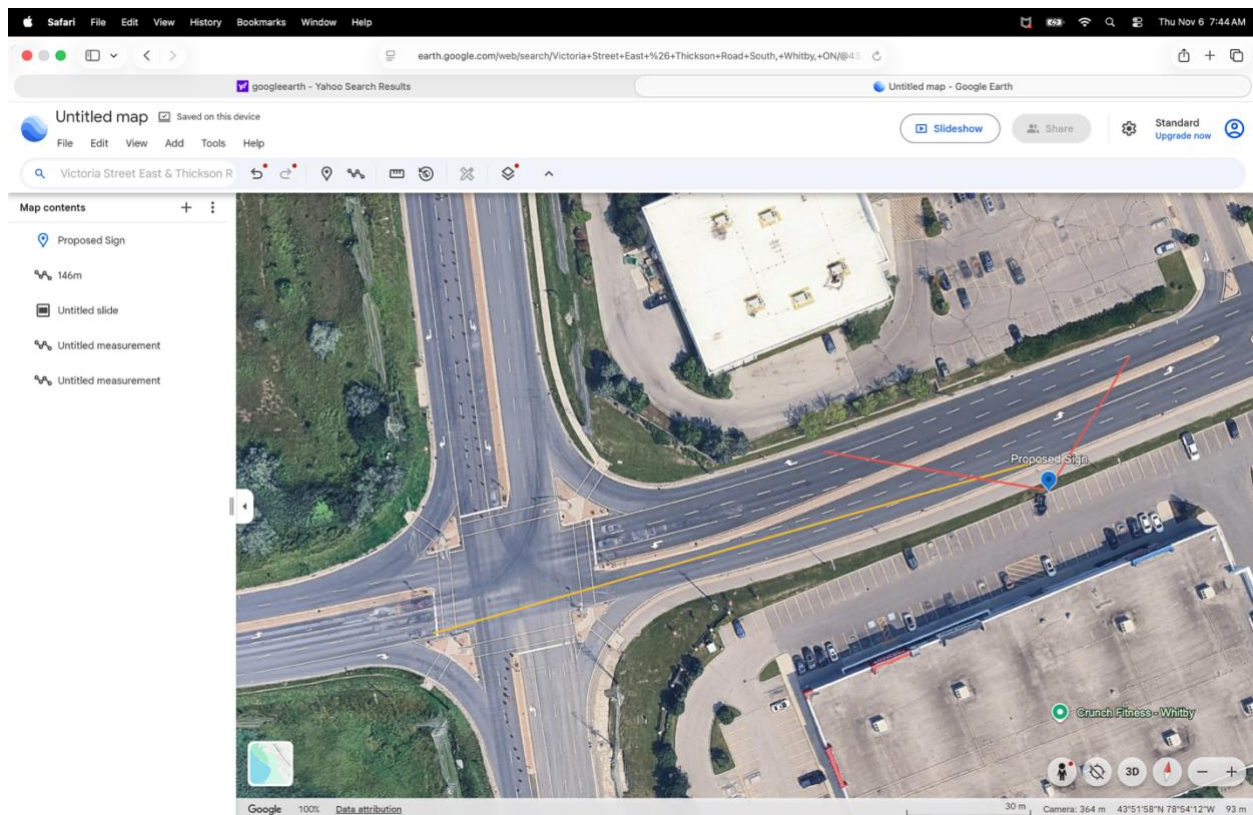 Safari File Edit View History Bookmarks Window Help Thu Nov 6 7:44 AM
earth.google.com/web/search/Victoria+Street+East+%26+Thickson+Road+South,+Whitby,+ON/@43
googleearth - Yahoo Search Results
Untitled map - Google Earth
Untitled map Saved on this device
File Edit View Add Tools Help
Slideshow
Share
Standard
Upgrade now
Victoria Street East & Thickson R
Map contents
Proposed Sign
146m
Untitled slide
Untitled measurement
Untitled measurement
Proposed Sign
Crunch Fitness - Whitby
3D
Google 100% Data attribution 30 m Camera: 364 m 43°51'58"N 78°54'12"W 93 m